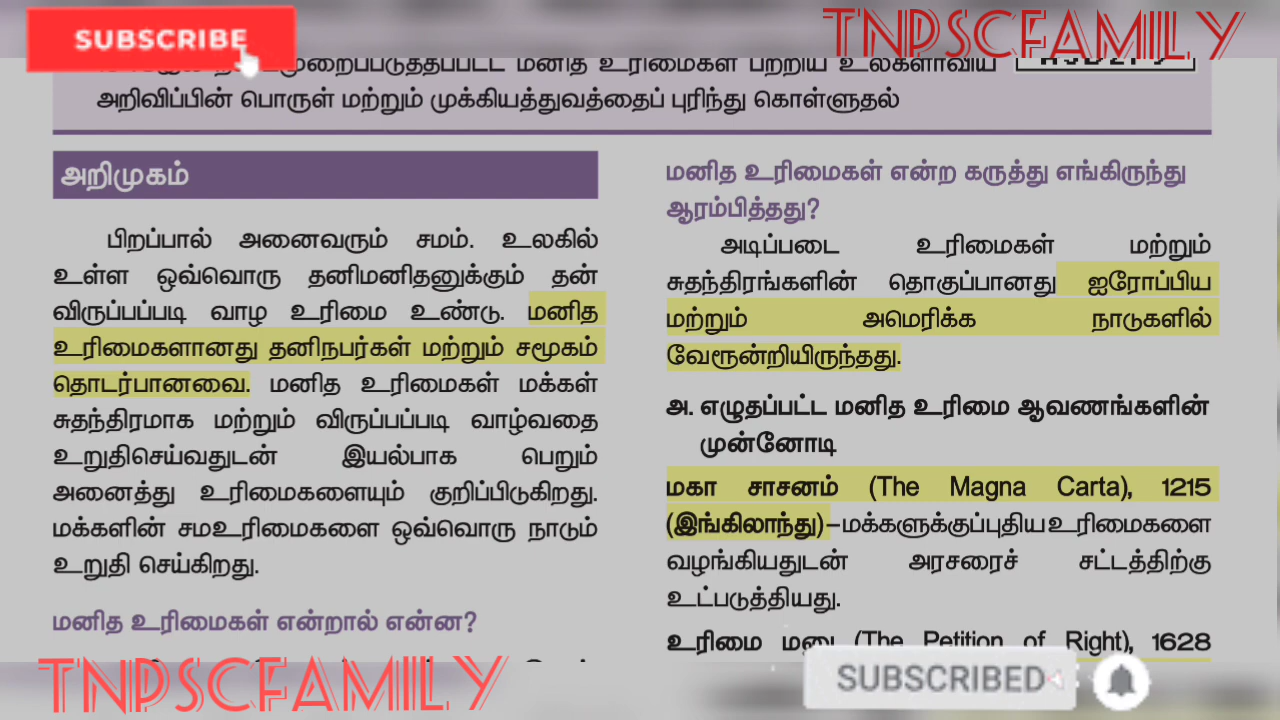 SUBSCRIBE
TNPSCFAMILY
மனித உரிமைகள் பற்றிய
அறிவிப்பின் பொருள் மற்றும் முக்கியத்துவத்தைப் புரிந்து கொள்ளுதல்
அறிமுகம்
பிறப்பால் அனைவரும் சமம். உலகில்
உள்ள ஒவ்வொரு தனிமனிதனுக்கும் தன்
விருப்பப்படி வாழ உரிமை உண்டு. மனித
உரிமைகளானது தனிநபர்கள் மற்றும் சமூகம்
தொடர்பானவை. மனித உரிமைகள் மக்கள்
சுதந்திரமாக மற்றும் விருப்பப்படி வாழ்வதை
உறுதிசெய்வதுடன் இயல்பாக பெறும்
அனைத்து உரிமைகளையும் குறிப்பிடுகிறது.
மக்களின் சமஉரிமைகளை ஒவ்வொரு நாடும்
உறுதி செய்கிறது.
மனித உரிமைகள் என்றால் என்ன?
மனித உரிமைகள் என்ற கருத்து எங்கிருந்து
ஆரம்பித்தது?
அடிப்படை உரிமைகள் மற்றும்
சுதந்திரங்களின் தொகுப்பானது ஐரோப்பிய
மற்றும் அமெரிக்க நாடுகளில்
வேரூன்றியிருந்தது.
அ. எழுதப்பட்ட மனித உரிமை ஆவணங்களின்
முன்னோடி
மகா சாசனம் (The Magna Carta), 1215
(இங்கிலாந்து)–மக்களுக்குப்புதியஉரிமைகளை
வழங்கியதுடன் அரசரைச் சட்டத்திற்கு
உட்படுத்தியது.
உரிமை மனு (The Petition of Right), 1628
TNPSCFAMILY
SUBSCRIBED